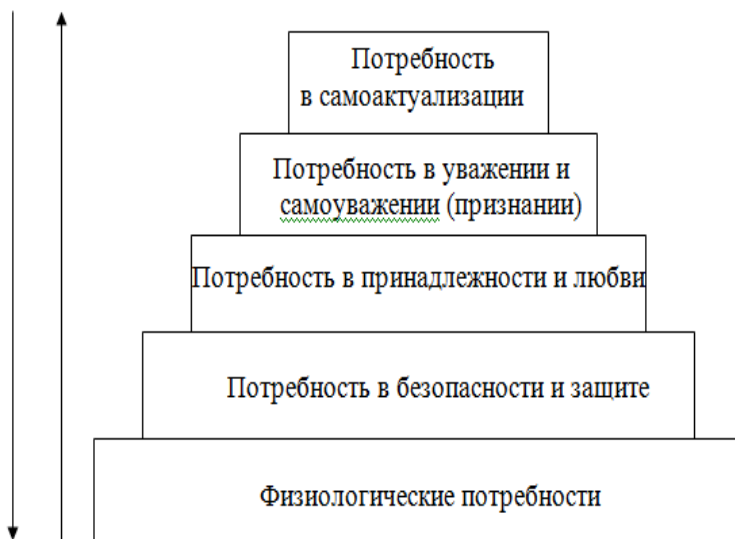 Потребность
в самоактуализации
Потребность в уважении и
самоуважении (признании)
Потребность в принадлежности и любви
Потребность в безопасности и защите
Физиологические потребности